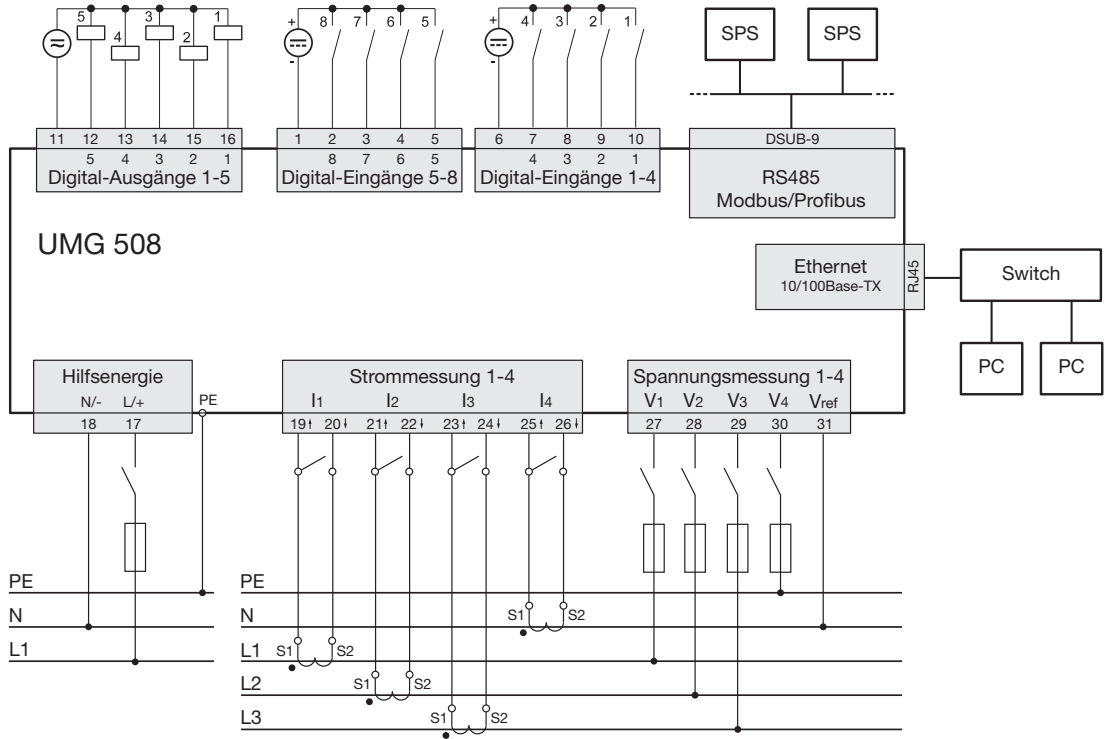 5 3 1
4 2
+ 8 7 6 5
-
+ 4 3 2 1
-
SPS SPS
11 12 13 14 15 16
5 4 3 2 1
Digital-Ausgänge 1-5
1 2 3 4 5
8 7 6 5
Digital-Eingänge 5-8
6 7 8 9 10
4 3 2 1
Digital-Eingänge 1-4
DSUB-9
RS485
Modbus/Profibus
UMG 508
Ethernet
10/100Base-TX
RJ45
Switch
PC PC
Hilfsenergie
N/- L/+ PE
18 17
Strommessung 1-4
I1 I2 I3 I4
19 20 21 22 23 24 25 26
Spannungsmessung 1-4
V1 V2 V3 V4 Vref
27 28 29 30 31
PE
N
L1
PE
N S1 S2
L1 S1 S2
L2 S1 S2
L3 S1 S2